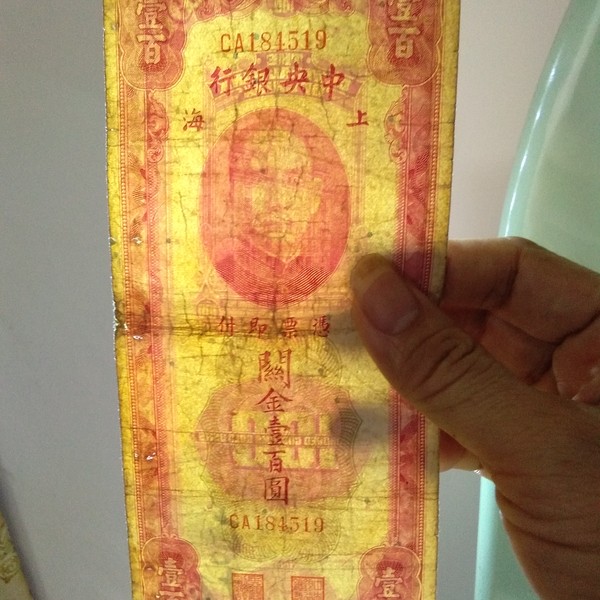 壹百
壹百
CA184519
中央銀行
上海
憑票即付
關金壹百圓
CA184519
壹
壹